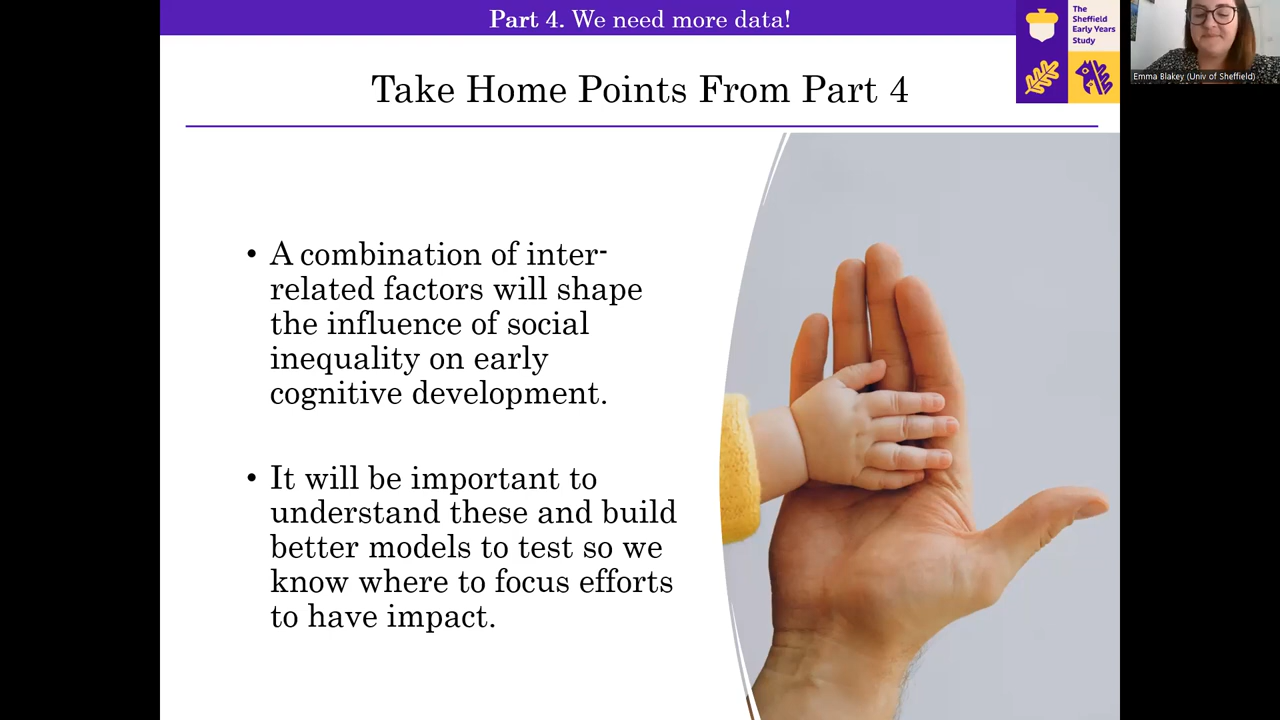 Part 4. We need more data!
The
Sheffield
Early Years
Study
Emma Blakey (Univ of Sheffield)
Take Home Points From Part 4
• A combination of inter-
related factors will shape
the influence of social
inequality on early
cognitive development.
• It will be important to
understand these and build
better models to test so we
know where to focus efforts
to have impact.